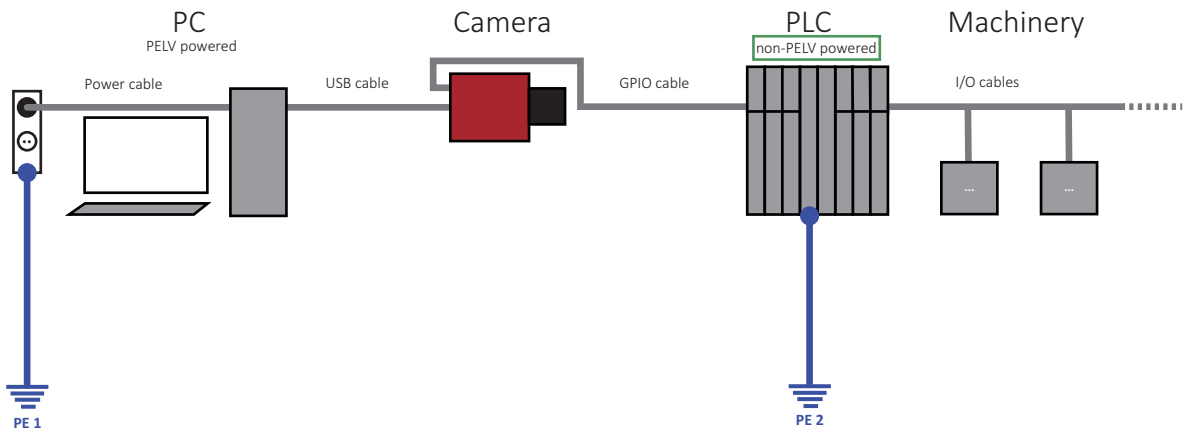 PC
PELV powered
Camera
PLC
non-PELV powered
Machinery
Power cable
USB cable
GPIO cable
I/O cables
...
...
PE 1
PE 2